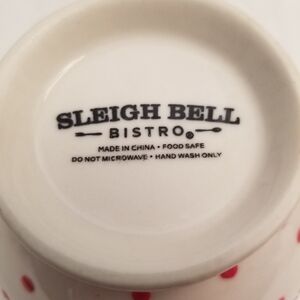 SLEIGH BELL
BISTRO®
MADE IN CHINA • FOOD SAFE
DO NOT MICROWAVE • HAND WASH ONLY